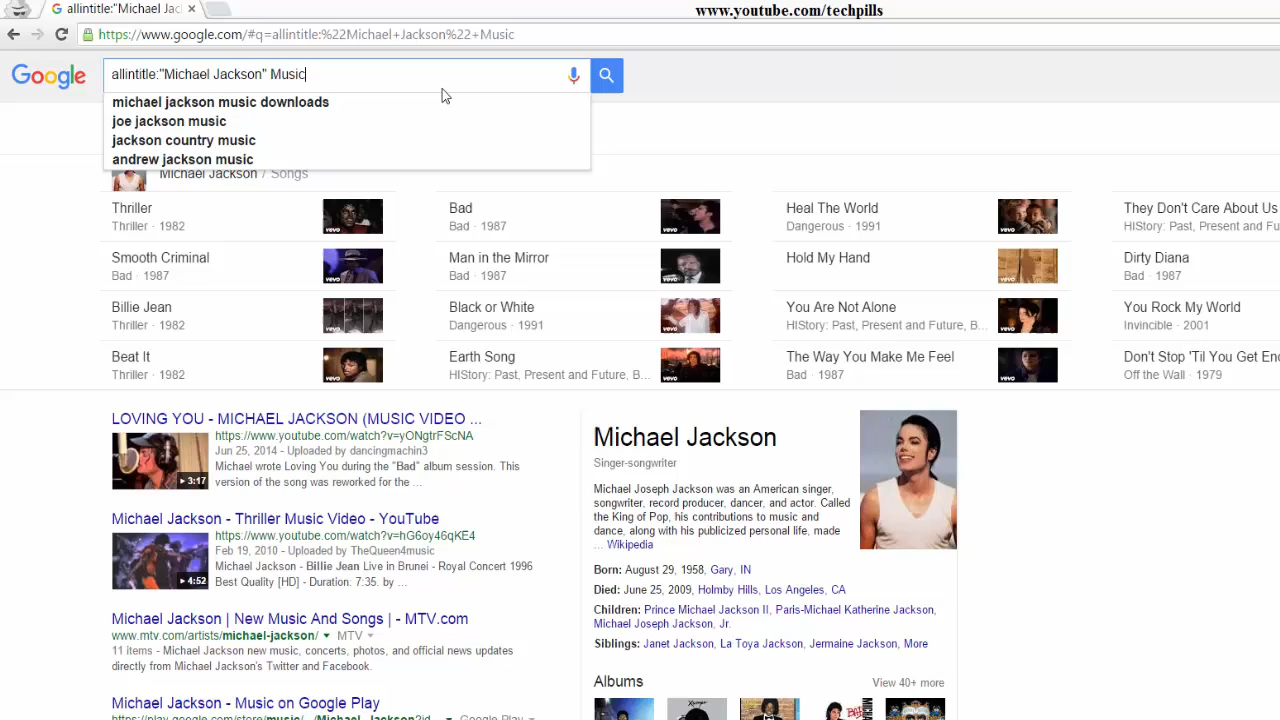 allintitle:"Michael Jac
www.youtube.com/techpills
https://www.google.com/#q=allintitle:%22Michael+Jackson%22+Music
Google
allintitle:"Michael Jackson" Music
michael jackson music downloads
joe jackson music
jackson country music
andrew jackson music
Michael Jackson / Songs
Thriller
Thriller · 1982
Bad
Bad · 1987
Heal The World
Dangerous · 1991
They Don't Care About Us
HIStory: Past, Present and Fu
Smooth Criminal
Bad · 1987
Man in the Mirror
Bad · 1987
Hold My Hand
Dirty Diana
Bad · 1987
Billie Jean
Thriller · 1982
Black or White
Dangerous · 1991
You Are Not Alone
HIStory: Past, Present and Future, B...
You Rock My World
Invincible · 2001
Beat It
Thriller · 1982
Earth Song
HIStory: Past, Present and Future, B...
The Way You Make Me Feel
Bad · 1987
Don't Stop 'Til You Get En
Off the Wall · 1979
LOVING YOU - MICHAEL JACKSON (MUSIC VIDEO ...
https://www.youtube.com/watch?v=yONgtrFScNA
Jun 25, 2014 - Uploaded by dancingmachin3
Michael wrote Loving You during the "Bad" album session. This
version of the song was reworked for the ...
3:17
Michael Jackson - Thriller Music Video - YouTube
https://www.youtube.com/watch?v=hG6oy46qKE4
Feb 19, 2010 - Uploaded by TheQueen4music
Michael Jackson - Billie Jean Live in Brunei - Royal Concert 1996
Best Quality [HD] - Duration: 7:35. by ...
4:52
Michael Jackson | New Music And Songs | - MTV.com
www.mtv.com/artists/michael-jackson/ MTV
11 items - Michael Jackson new music, concerts, photos, and official news updates
directly from Michael Jackson's Twitter and Facebook.
Michael Jackson - Music on Google Play
https://play.google.com/store/music/.../Michael_Jackson?id... Google Play
Michael Jackson
Singer-songwriter
Michael Joseph Jackson was an American singer,
songwriter, record producer, dancer, and actor. Called
the King of Pop, his contributions to music and
dance, along with his publicized personal life, made
... Wikipedia
Born: August 29, 1958, Gary, IN
Died: June 25, 2009, Holmby Hills, Los Angeles, CA
Children: Prince Michael Jackson II, Paris-Michael Katherine Jackson,
Michael Joseph Jackson, Jr.
Siblings: Janet Jackson, La Toya Jackson, Jermaine Jackson, More
Albums
View 40+ more